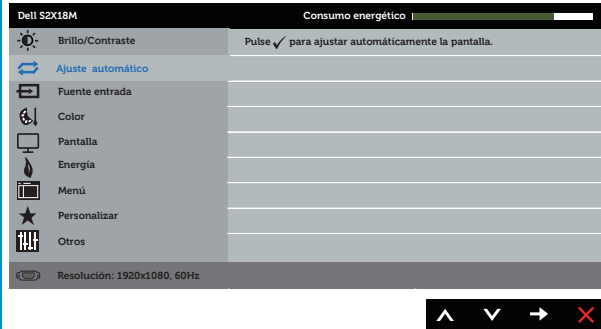 Dell S2X18M
Consumo energético
Brillo/Contraste
Pulse ✓ para ajustar automáticamente la pantalla.
Ajuste automático
Fuente entrada
Color
Pantalla
Energía
Menú
Personalizar
Otros
Resolución: 1920x1080, 60Hz